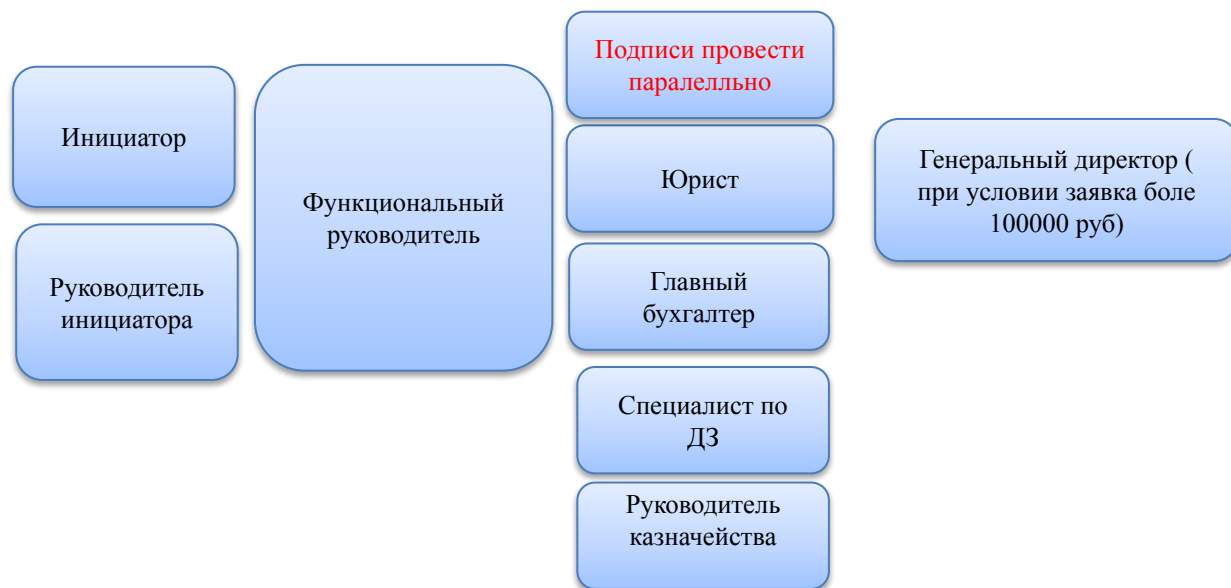 Инициатор
Руководитель
инициатора
Функциональный
руководитель
Подписи провести
паралелльно
Юрист
Главный
бухгалтер
Специалист по
ДЗ
Руководитель
казначейства
Генеральный директор (
при условии заявка боле
100000 руб)